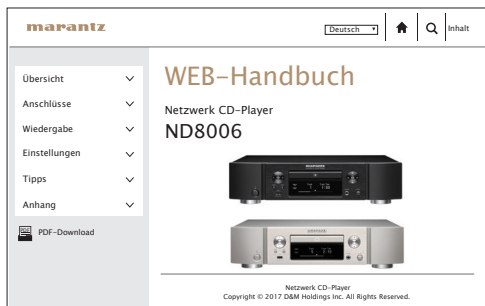 marantz
Deutsch
Inhalt
Übersicht
Anschlüsse
Wiedergabe
Einstellungen
Tipps
Anhang
PDF-Download
WEB-Handbuch
Netzwerk CD-Player
ND8006
Netzwerk CD-Player
Copyright © 2017 D&M Holdings Inc. All Rights Reserved.